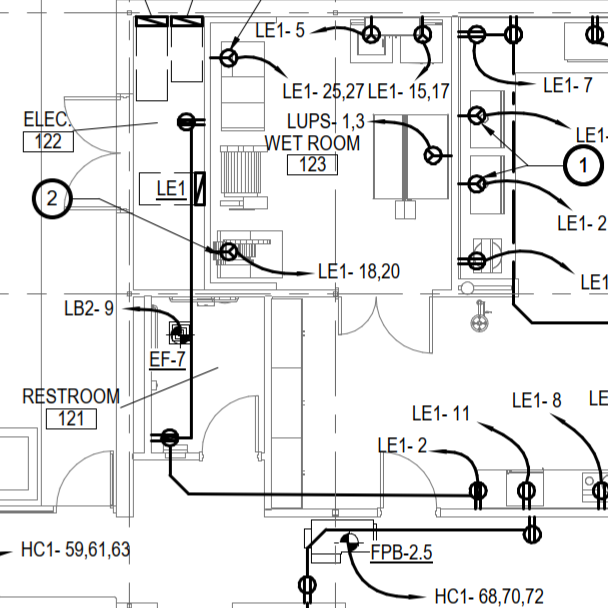 LE1- 5
LE1- 7
LE1- 25,27 LE1- 15,17
ELEC.
122
LUPS- 1,3
WET ROOM
123
LE1-
1
LE1
2
LE1- 2
LE1- 18,20
LE1
LB2- 9
EF-7
RESTROOM
121
LE1- 8
LE
LE1- 11
LE1- 2
HC1- 59,61,63
FPB-2.5
HC1- 68,70,72